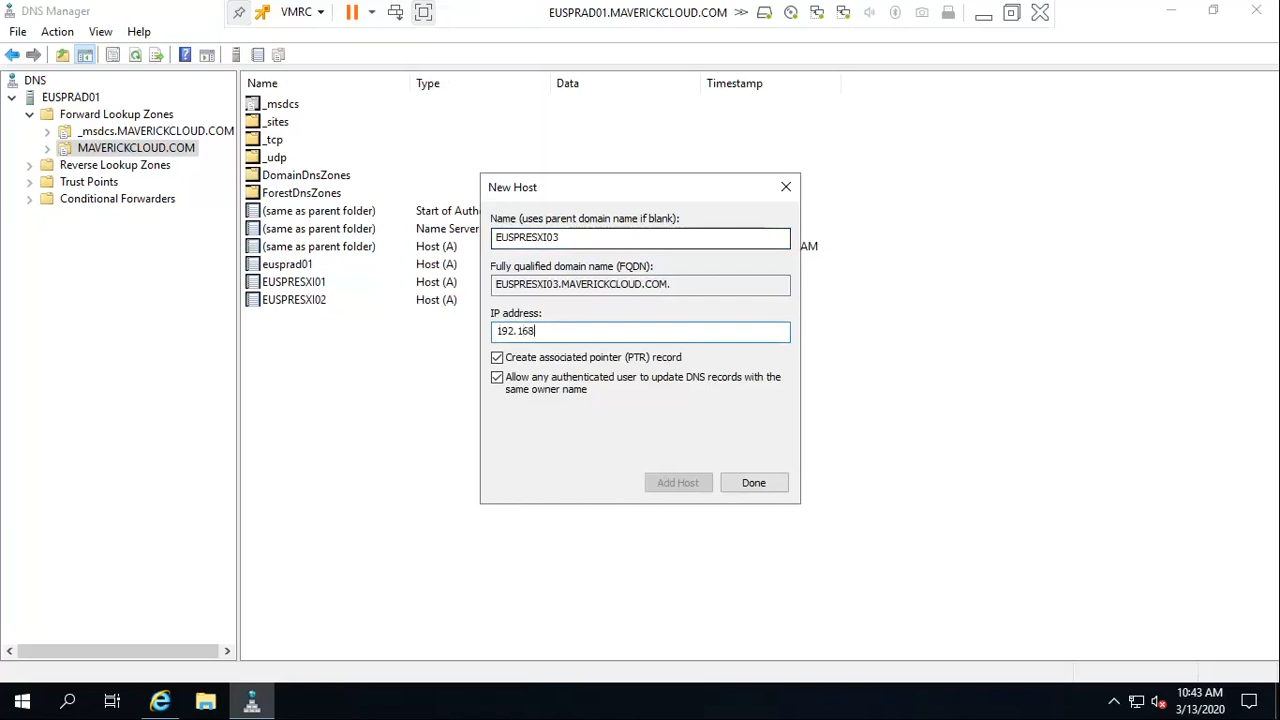 DNS Manager
VMRC
EUSPRAD01.MAVERICKCLOUD.COM
File Action View Help
DNS
EUSPRAD01
Forward Lookup Zones
_msdcs.MAVERICKCLOUD.COM
MAVERICKCLOUD.COM
Reverse Lookup Zones
Trust Points
Conditional Forwarders
Name Type Data Timestamp
_msdcs
_sites
_tcp
_udp
DomainDnsZones
ForestDnsZones
(same as parent folder) Start of Auth
(same as parent folder) Name Server
(same as parent folder) Host (A) AM
eusprad01 Host (A)
EUSPRESXI01 Host (A)
EUSPRESXI02 Host (A)
New Host
Name (uses parent domain name if blank):
EUSPRESXI03
Fully qualified domain name (FQDN):
EUSPRESXI03.MAVERICKCLOUD.COM.
IP address:
192.168
Create associated pointer (PTR) record
Allow any authenticated user to update DNS records with the
same owner name
Add Host Done
10:43 AM
3/13/2020